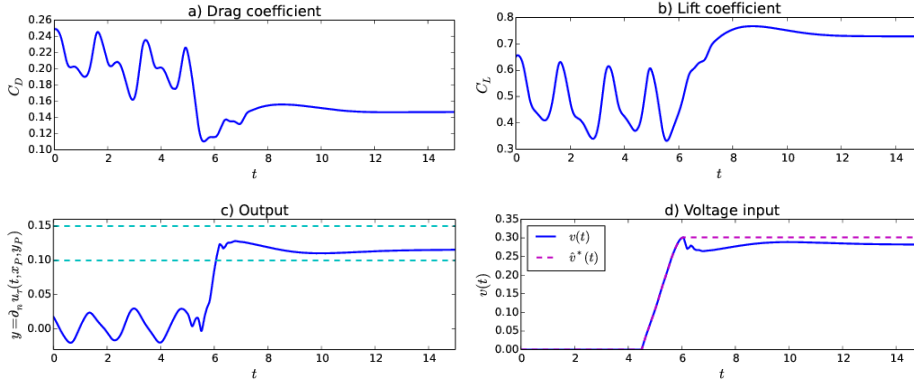 a) Drag coefficient
0.26
0.24
0.22
0.20
0.18
0.16
0.14
0.12
0.10
C_D
0 2 4 6 8 10 12 14
t
b) Lift coefficient
0.8
0.7
0.6
0.5
0.4
0.3
C_L
0 2 4 6 8 10 12 14
t
c) Output
0.15
0.10
0.05
0.00
y=∂_n u_τ(t,x_P,y_P)
0 2 4 6 8 10 12 14
t
d) Voltage input
0.35
0.30
0.25
0.20
0.15
0.10
0.05
0.00
v(t)
v(t)
v̂*(t)
0 2 4 6 8 10 12 14
t